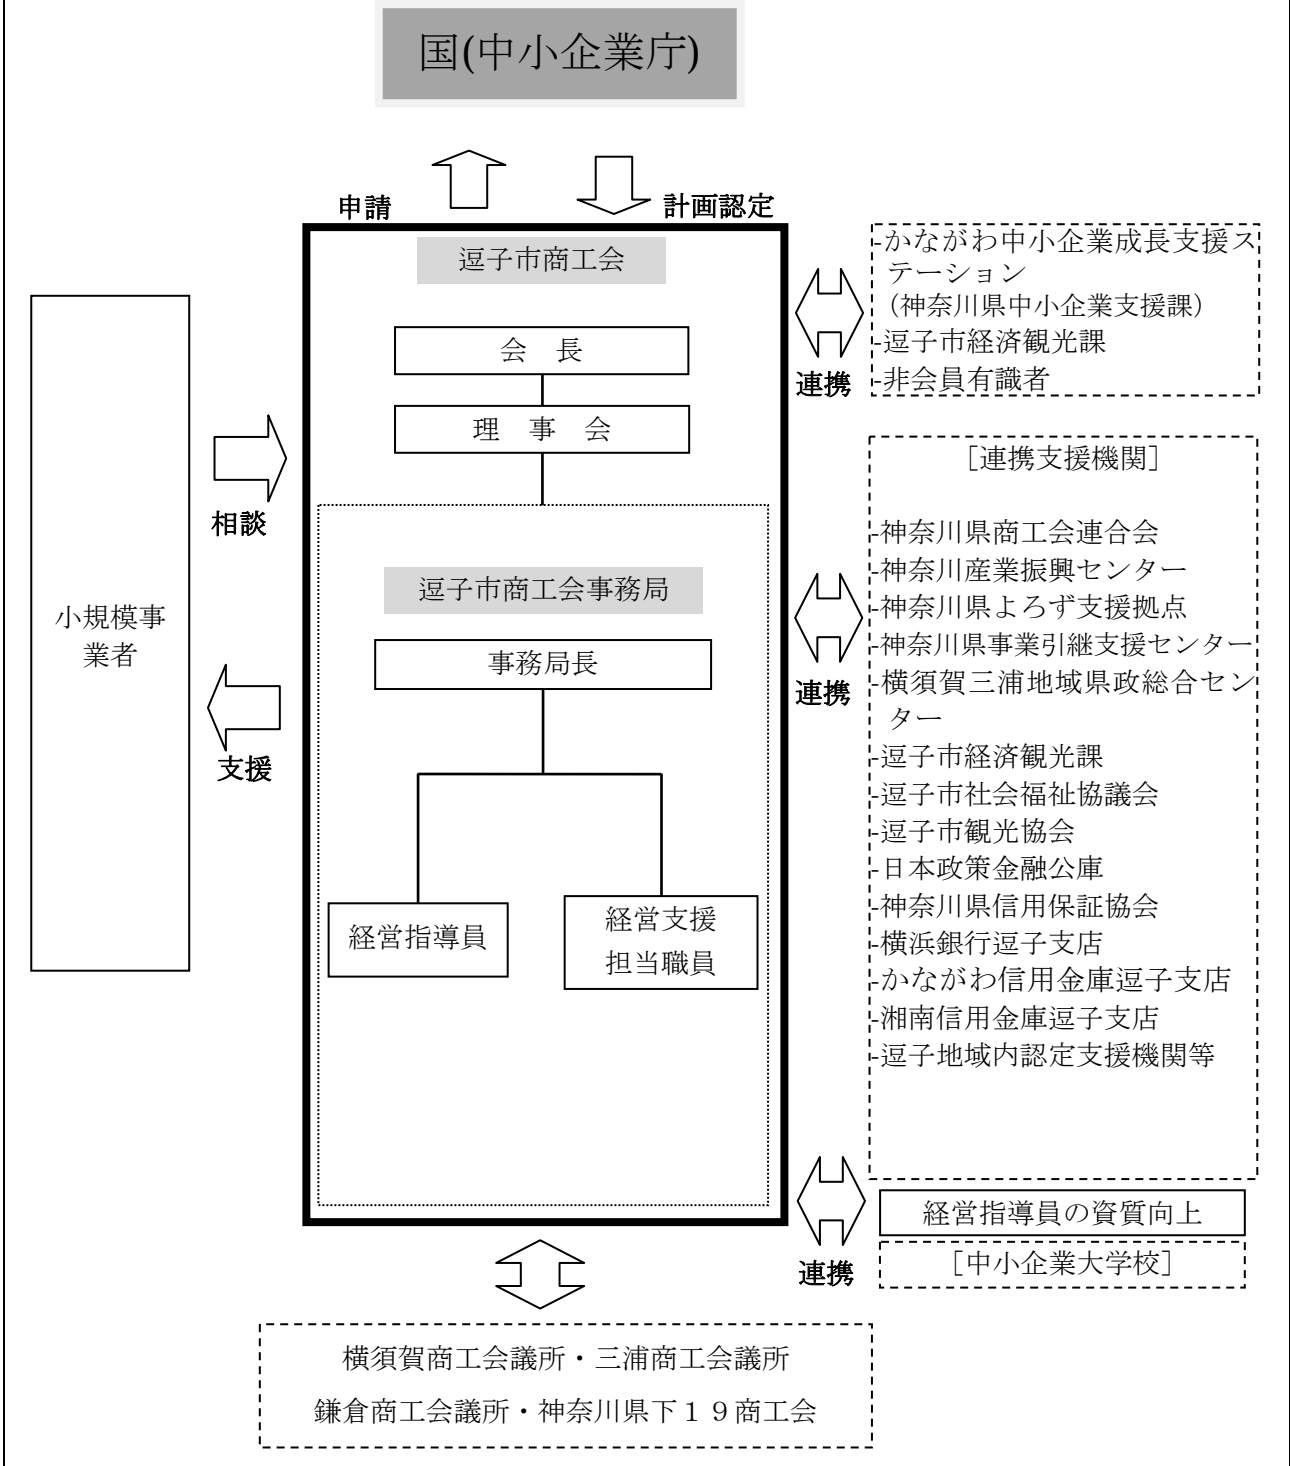 国(中小企業庁)
申請
計画認定
逗子市商工会
会　長
理　事　会
逗子市商工会事務局
事務局長
経営指導員
経営支援
担当職員
小規模事
業者
相談
支援
-かながわ中小企業成長支援ス
テーション
（神奈川県中小企業支援課）
-逗子市経済観光課
-非会員有識者
連携
［連携支援機関］
-神奈川県商工会連合会
-神奈川産業振興センター
-神奈川県よろず支援拠点
-神奈川県事業引継支援センター
-横須賀三浦地域県政総合セン
ター
-逗子市経済観光課
-逗子市社会福祉協議会
-逗子市観光協会
-日本政策金融公庫
-神奈川県信用保証協会
-横浜銀行逗子支店
-かながわ信用金庫逗子支店
-湘南信用金庫逗子支店
-逗子地域内認定支援機関等
連携
経営指導員の資質向上
［中小企業大学校］
連携
横須賀商工会議所・三浦商工会議所
鎌倉商工会議所・神奈川県下１９商工会